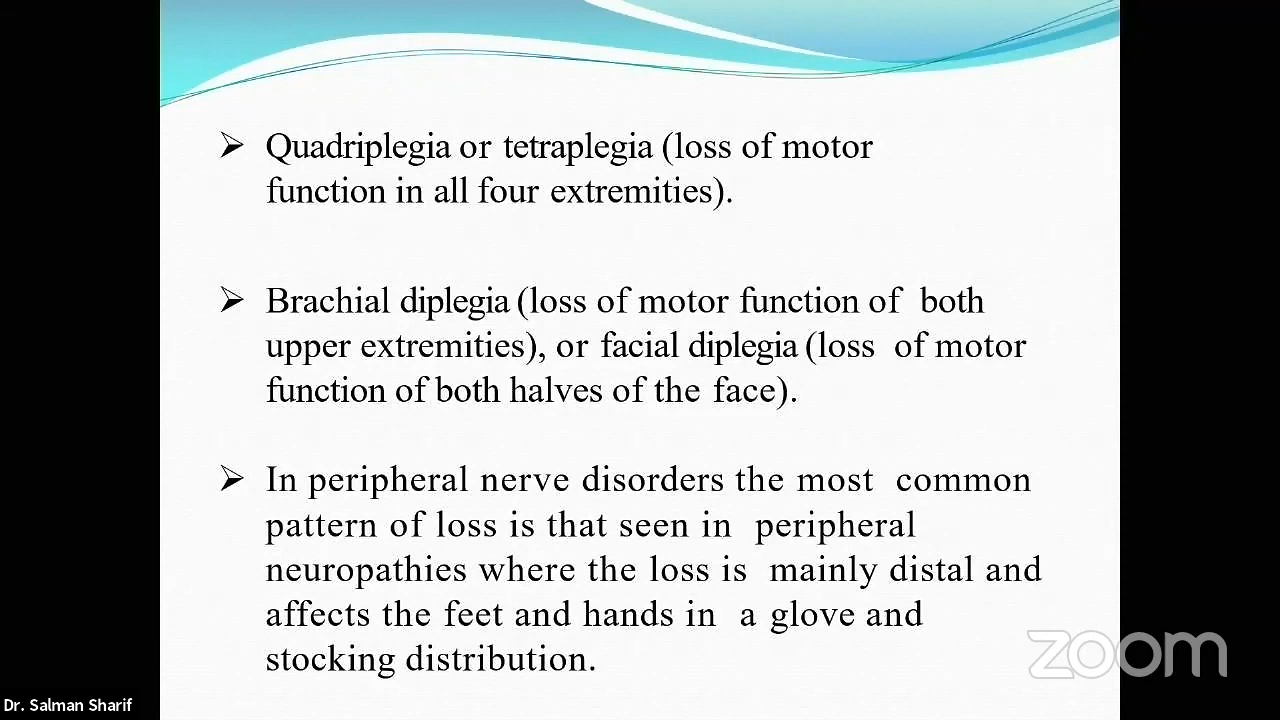 ➢ Quadriplegia or tetraplegia (loss of motor
function in all four extremities).
➢ Brachial diplegia (loss of motor function of both
upper extremities), or facial diplegia (loss of motor
function of both halves of the face).
➢ In peripheral nerve disorders the most common
pattern of loss is that seen in peripheral
neuropathies where the loss is mainly distal and
affects the feet and hands in a glove and
stocking distribution.
zoom
Dr. Salman Sharif